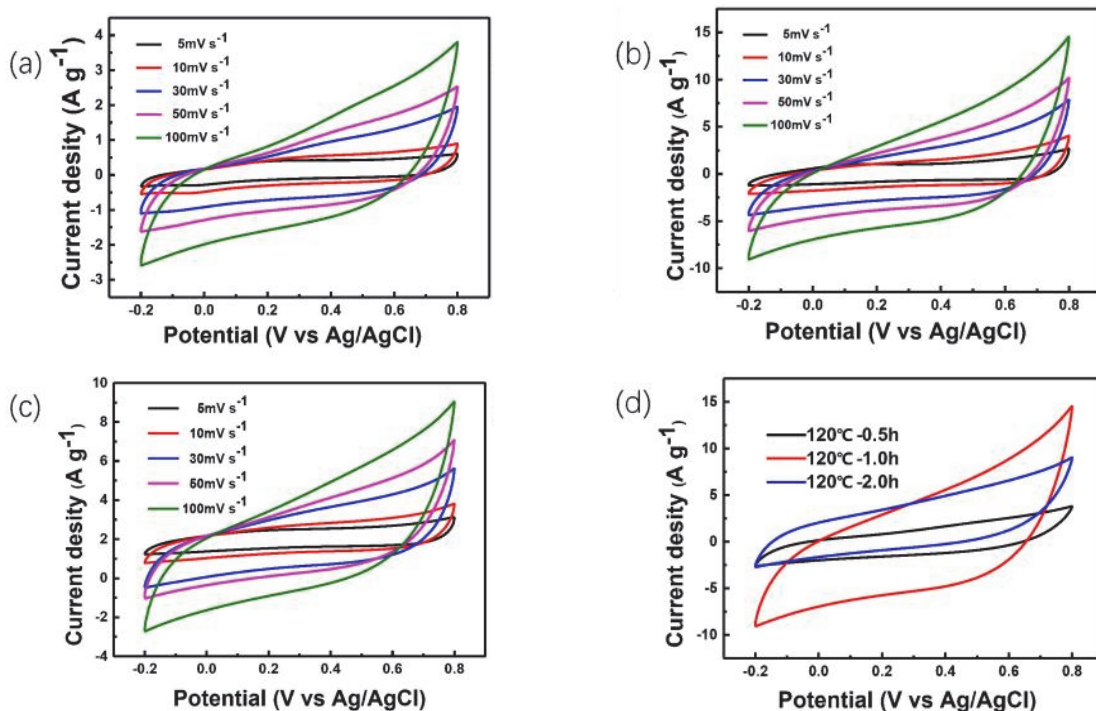 (a)
5mV s⁻¹
10mV s⁻¹
30mV s⁻¹
50mV s⁻¹
100mV s⁻¹
Current desity (A g⁻¹)
4
3
2
1
0
-1
-2
-3
-0.2 0.0 0.2 0.4 0.6 0.8
Potential (V vs Ag/AgCl)
(b)
5mV s⁻¹
10mV s⁻¹
30mV s⁻¹
50mV s⁻¹
100mV s⁻¹
Current desity (A g⁻¹)
15
10
5
0
-5
-10
-0.2 0.0 0.2 0.4 0.6 0.8
Potential (V vs Ag/AgCl)
(c)
5mV s⁻¹
10mV s⁻¹
30mV s⁻¹
50mV s⁻¹
100mV s⁻¹
Current desity (A g⁻¹)
10
8
6
4
2
0
-2
-4
-0.2 0.0 0.2 0.4 0.6 0.8
Potential (V vs Ag/AgCl)
(d)
120℃ -0.5h
120℃ -1.0h
120℃ -2.0h
Current desity (A g⁻¹)
15
10
5
0
-5
-10
-0.2 0.0 0.2 0.4 0.6 0.8
Potential (V vs Ag/AgCl)